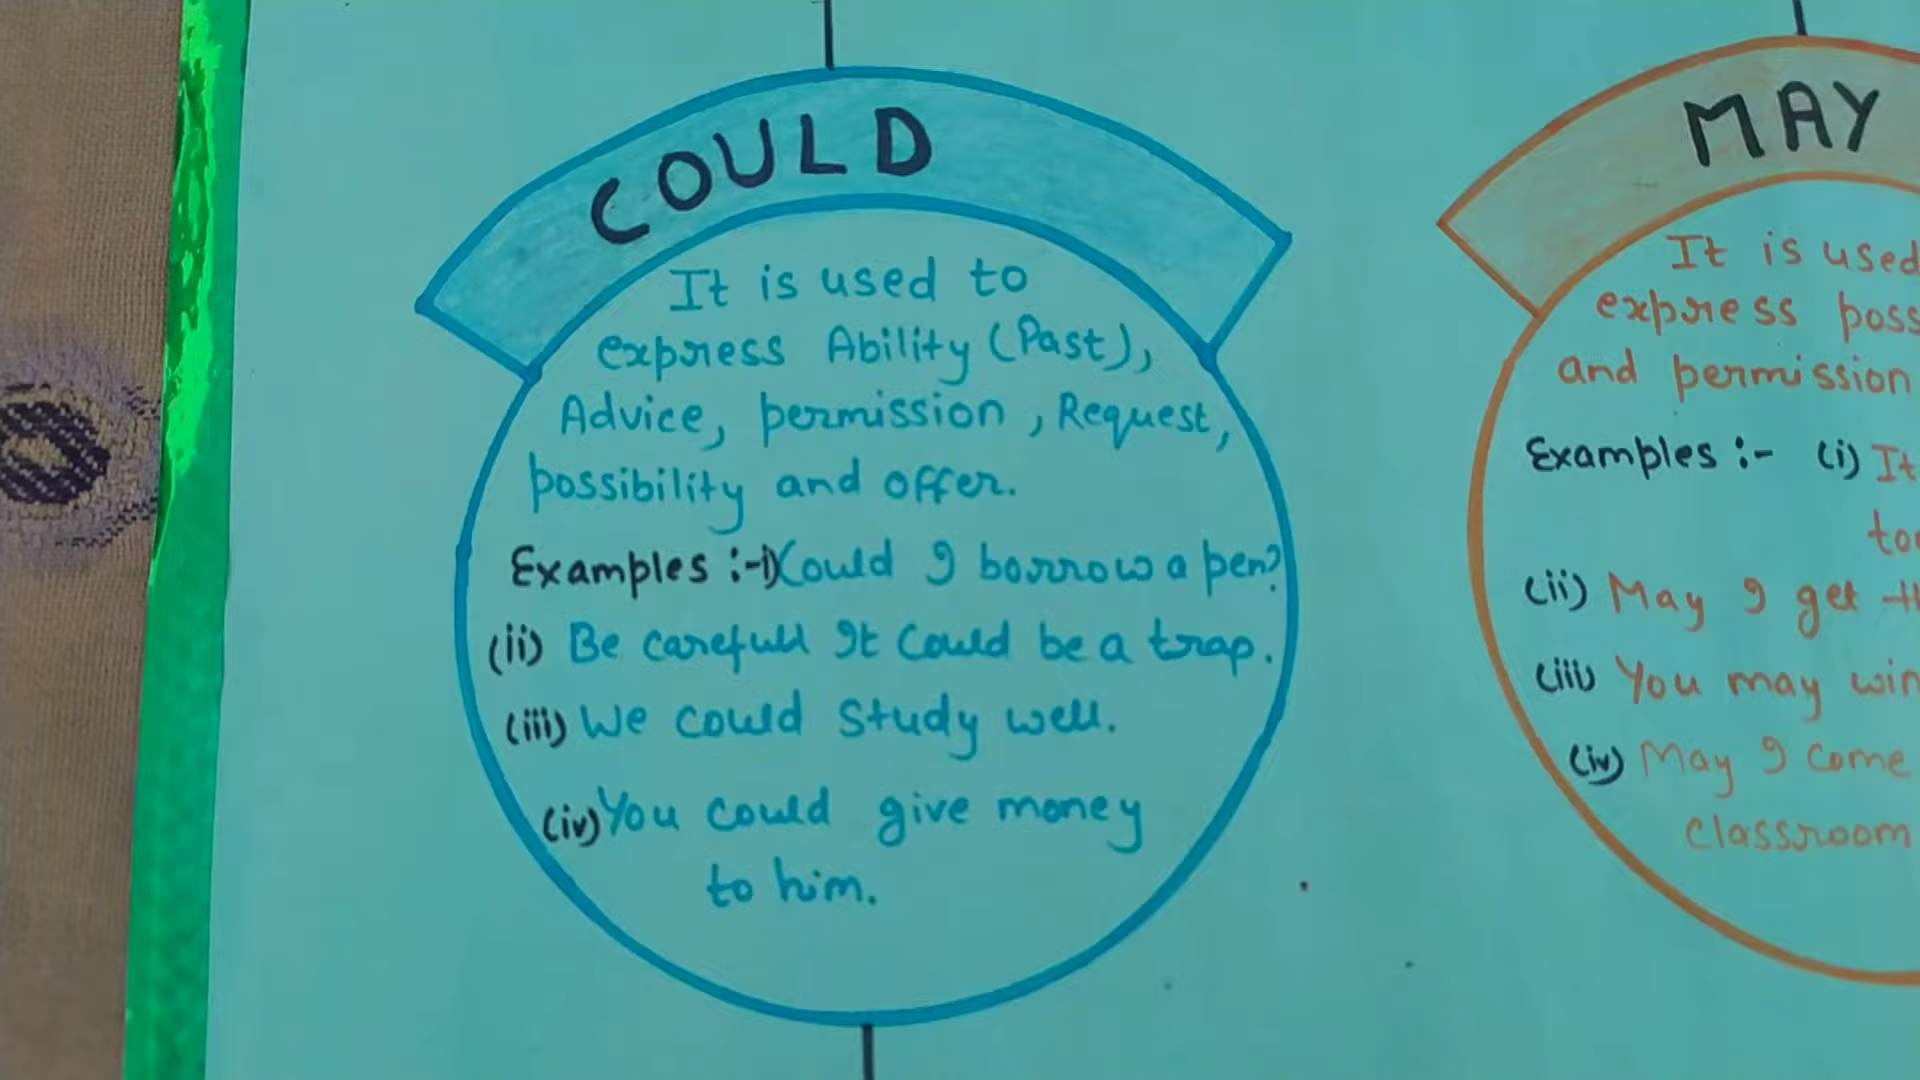 COULD
It is used to
express Ability (Past),
Advice, permission, Request,
possibility and offer.
Examples :- i) Could I borrow a pen?
(ii) Be carefull It Could be a trap.
(iii) We could study well.
(iv) You could give money
to him.
MAY
It is used
express poss
and permission
Examples :- (i) It
to
(ii) May I get th
(iii) You may win
(iv) May I come
classroom